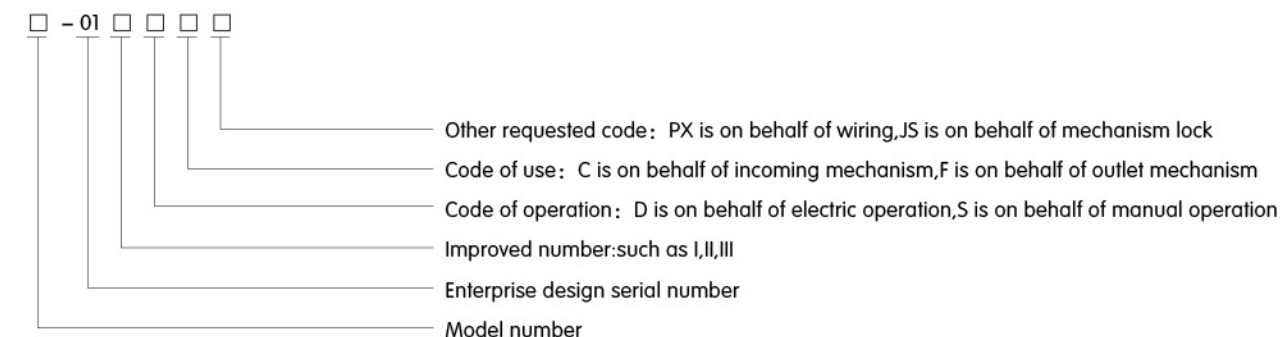 □ – 01 □ □ □ □
Other requested code：PX is on behalf of wiring,JS is on behalf of mechanism lock
Code of use：C is on behalf of incoming mechanism,F is on behalf of outlet mechanism
Code of operation：D is on behalf of electric operation,S is on behalf of manual operation
Improved number:such as I,II,III
Enterprise design serial number
Model number